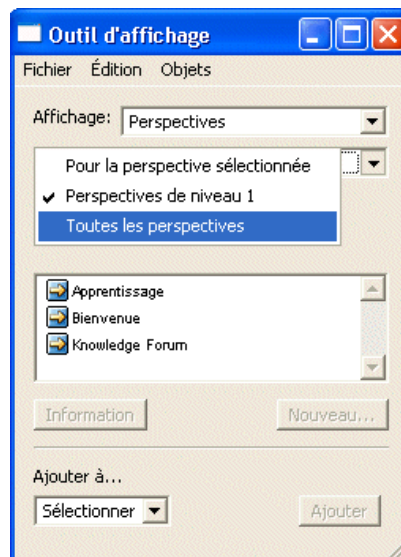 Outil d'affichage
Fichier Édition Objets
Affichage: Perspectives
Pour la perspective sélectionnée
Perspectives de niveau 1
Toutes les perspectives
Apprentissage
Bienvenue
Knowledge Forum
Information Nouveau...
Ajouter à...
Sélectionner Ajouter